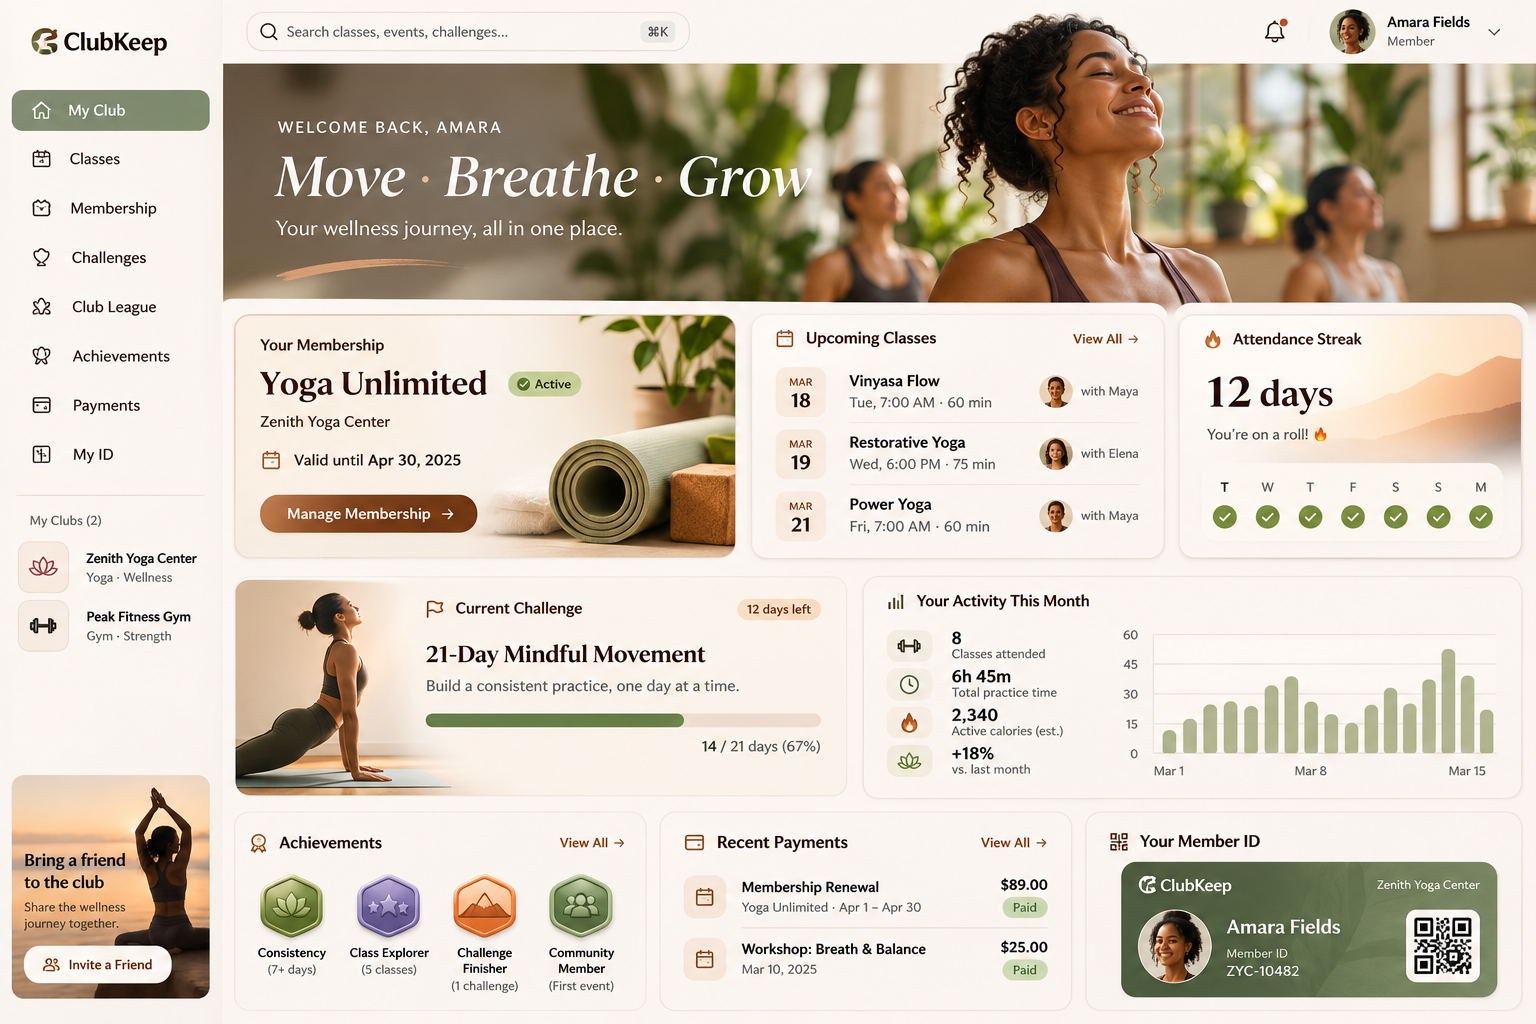 ClubKeep
My Club
Classes
Membership
Challenges
Club League
Achievements
Payments
My ID
My Clubs (2)
Zenith Yoga Center
Yoga · Wellness
Peak Fitness Gym
Gym · Strength
Bring a friend
to the club
Share the wellness
journey together.
Invite a Friend
Search classes, events, challenges...
⌘K
Amara Fields
Member
WELCOME BACK, AMARA
Move · Breathe · Grow
Your wellness journey, all in one place.
Your Membership
Yoga Unlimited
Active
Zenith Yoga Center
Valid until Apr 30, 2025
Manage Membership →
Upcoming Classes
View All →
MAR
18
Vinyasa Flow
Tue, 7:00 AM · 60 min
with Maya
MAR
19
Restorative Yoga
Wed, 6:00 PM · 75 min
with Elena
MAR
21
Power Yoga
Fri, 7:00 AM · 60 min
with Maya
Attendance Streak
12 days
You're on a roll! 🔥
T W T F S S M
Current Challenge
12 days left
21-Day Mindful Movement
Build a consistent practice, one day at a time.
14 / 21 days (67%)
Your Activity This Month
8
Classes attended
6h 45m
Total practice time
2,340
Active calories (est.)
+18%
vs. last month
60
45
30
15
0
Mar 1 Mar 8 Mar 15
Achievements
View All →
Consistency
(7+ days)
Class Explorer
(5 classes)
Challenge
Finisher
(1 challenge)
Community
Member
(First event)
Recent Payments
View All →
Membership Renewal
Yoga Unlimited · Apr 1 – Apr 30
$89.00
Paid
Workshop: Breath & Balance
Mar 10, 2025
$25.00
Paid
Your Member ID
ClubKeep
Zenith Yoga Center
Amara Fields
Member ID
ZYC-10482